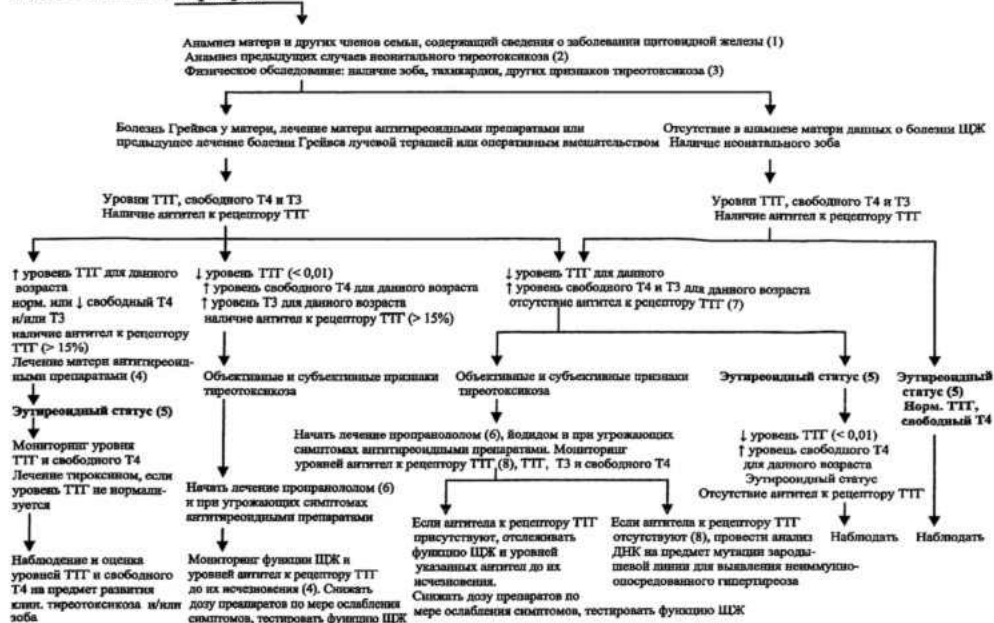 Анамнез матери и других членов семьи, содержащий сведения о заболевании щитовидной железы (1)
Анамнез предыдущих случаев неонатального тиреотоксикоза (2)
Физическое обследование: наличие зоба, тахикардии, других признаков тиреотоксикоза (3)
Болезнь Грейвса у матери, лечение матери антитиреоидными препаратами или
предыдущее лечение болезни Грейвса лучевой терапией или оперативным вмешательством
Отсутствие в анамнезе матери данных о болезни ЩЖ
Наличие неонатального зоба
Уровни ТТГ, свободного Т4 и Т3
Наличие антител к рецептору ТТГ
Уровни ТТГ, свободного Т4 и Т3
Наличие антител к рецептору ТТГ
↑ уровень ТТГ для данного
возраста
норм. или ↓ свободный Т4
и/или Т3
наличие антител к рецептору
ТТГ (> 15%)
Лечение матери антитиреоид-
ными препаратами (4)
↓ уровень ТТГ (< 0,01)
↑ уровень свободного Т4 для данного возраста
↑ уровень Т3 для данного возраста
наличие антител к рецептору ТТГ (> 15%)
↓ уровень ТТГ для данного
↑ уровень свободного Т4 и Т3 для данного возраста
отсутствие антител к рецептору ТТГ (7)
Эутиреоидный статус (5)
Объективные и субъективные признаки
тиреотоксикоза
Объективные и субъективные признаки
тиреотоксикоза
Эутиреоидный статус (5)
Эутиреоидный
статус (5)
Норм. ТТГ,
свободный Т4
Мониторинг уровня
ТТГ и свободного Т4
Лечение тироксином, если
уровень ТТГ не нормали-
зуется
Начать лечение пропранололом (6), йодидом и при угрожающих
симптомах антитиреоидными препаратами. Мониторинг
уровней антител к рецептору ТТГ (8), ТТГ, Т3 и свободного Т4
↓ уровень ТТГ (< 0,01)
↑ уровень свободного Т4
для данного возраста
Эутиреоидный статус
Отсутствие антител к рецептору ТТГ
Начать лечение пропранололом (6)
и при угрожающих симптомах
антитиреоидными препаратами
Если антитела к рецептору ТТГ
присутствуют, отслеживать
функцию ЩЖ и уровней
указанных антител до их
исчезновения.
Снижать дозу препаратов по
мере ослабления симптомов, тестировать функцию ЩЖ
Если антитела к рецептору ТТГ
отсутствуют (8), провести анализ
ДНК на предмет мутации зароды-
шевой линии для выявления неиммунно-
опосредованного гипертиреоза
Наблюдать
Наблюдать
Наблюдение и оценка
уровней ТТГ и свободного
Т4 на предмет развития
клин. тиреотоксикоза и/или
зоба
Мониторинг функции ЩЖ и
уровней антител к рецептору ТТГ
до их исчезновения (4). Снижать
дозу препаратов по мере ослабления
симптомов, тестировать функцию ЩЖ